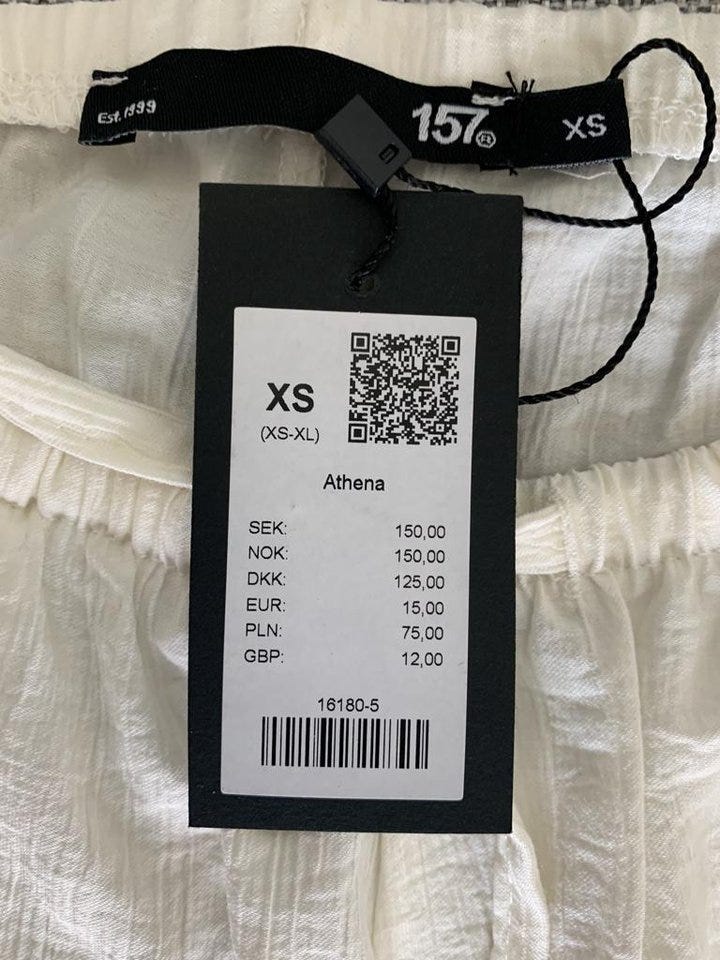 Est. 1999
157®
XS
XS
(XS-XL)
Athena
SEK: 150,00
NOK: 150,00
DKK: 125,00
EUR: 15,00
PLN: 75,00
GBP: 12,00
16180-5